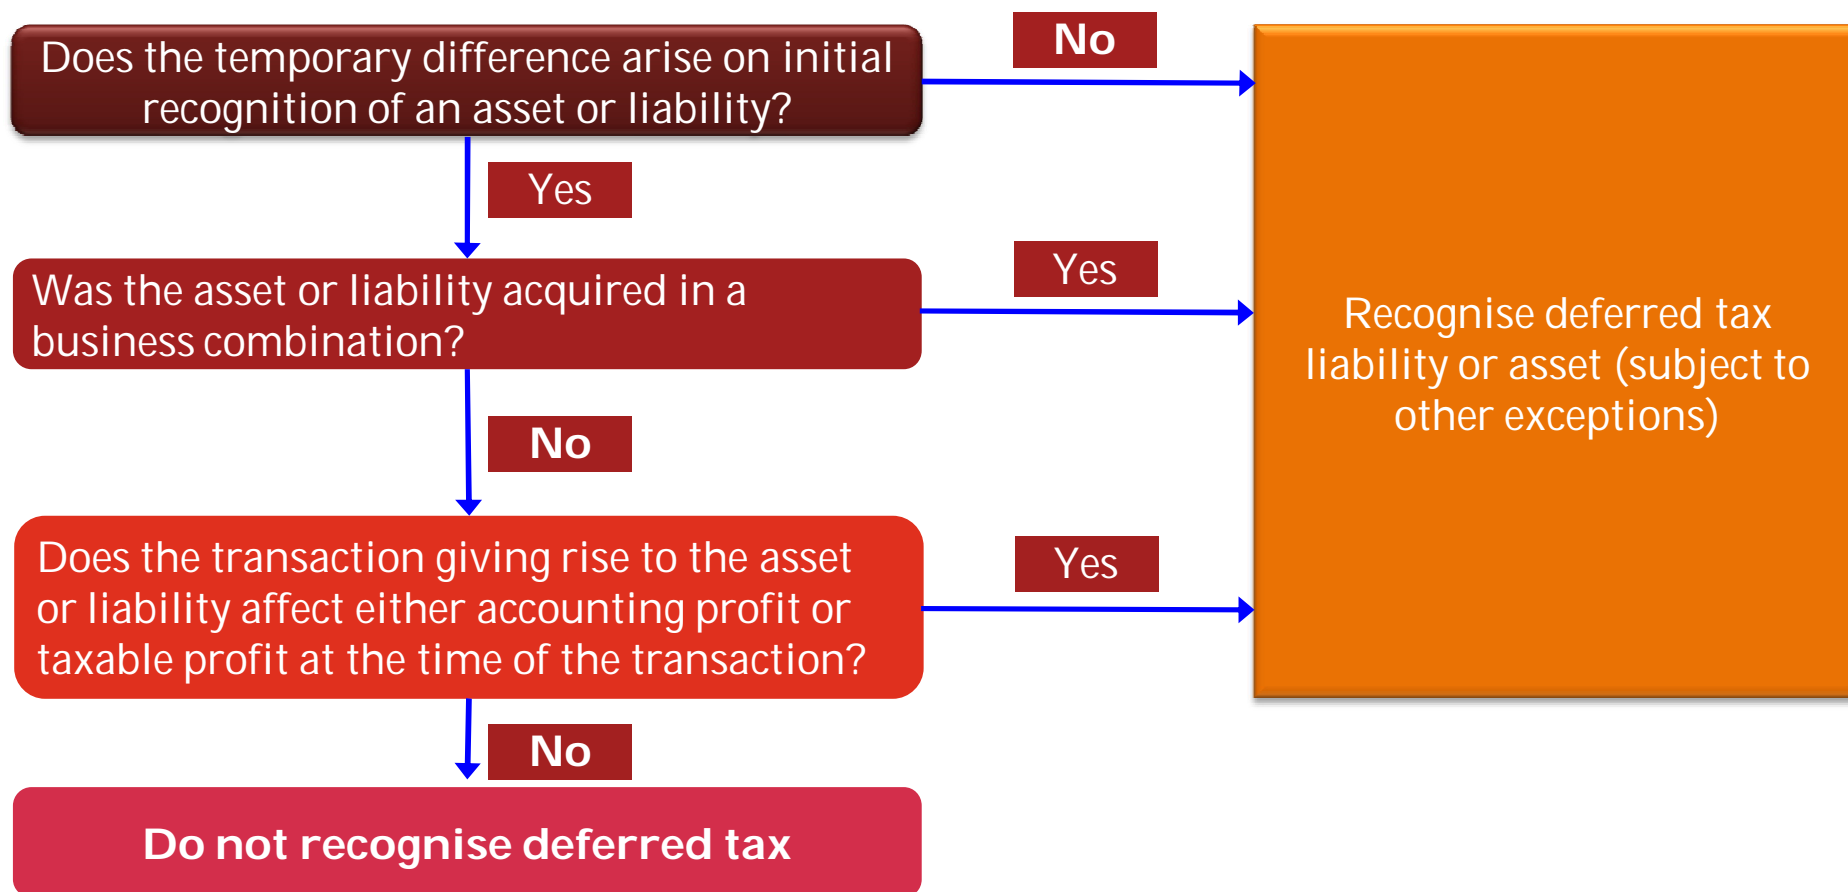 Does the temporary difference arise on initial
recognition of an asset or liability?
No
Yes
Was the asset or liability acquired in a
business combination?
Yes
Recognise deferred tax
liability or asset (subject to
other exceptions)
No
Does the transaction giving rise to the asset
or liability affect either accounting profit or
taxable profit at the time of the transaction?
Yes
No
Do not recognise deferred tax